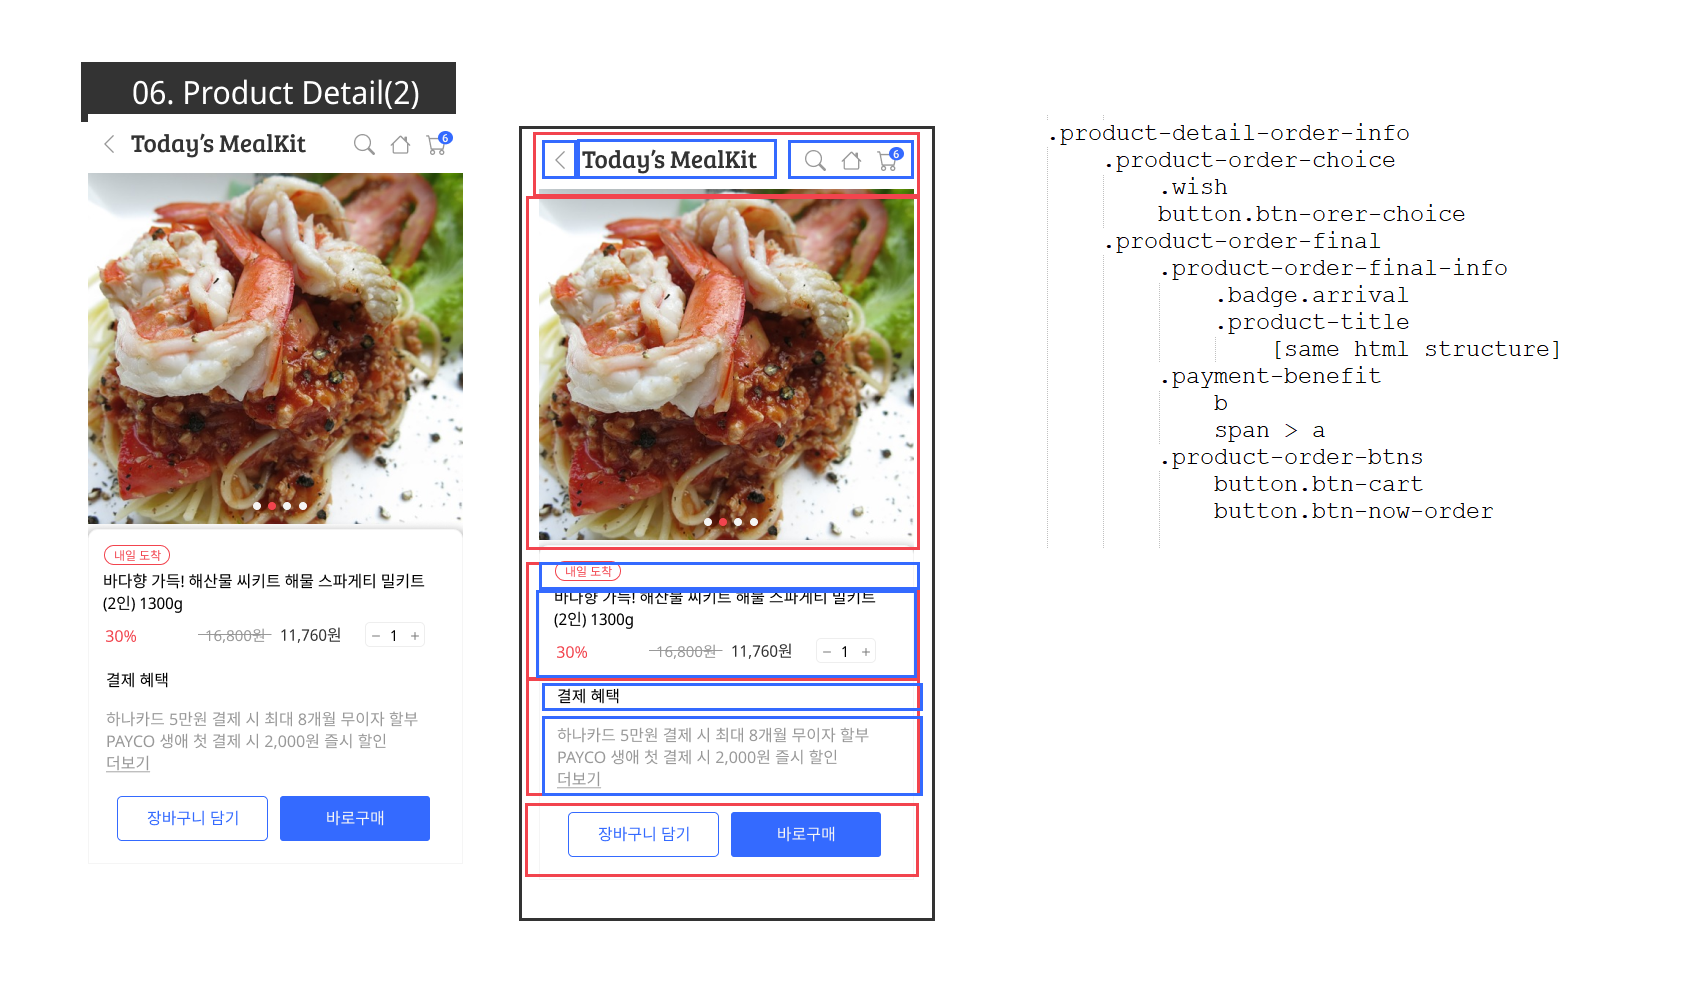 06. Product Detail(2)
Today's MealKit
6
내일 도착
바다향 가득! 해산물 씨키트 해물 스파게티 밀키트
(2인) 1300g
30% 16,800원 11,760원 − 1 +
결제 혜택
하나카드 5만원 결제 시 최대 8개월 무이자 할부
PAYCO 생애 첫 결제 시 2,000원 즉시 할인
더보기
장바구니 담기 바로구매
Today's MealKit
6
내일 도착
바다향 가득! 해산물 씨키트 해물 스파게티 밀키트
(2인) 1300g
30% 16,800원 11,760원 − 1 +
결제 혜택
하나카드 5만원 결제 시 최대 8개월 무이자 할부
PAYCO 생애 첫 결제 시 2,000원 즉시 할인
더보기
장바구니 담기 바로구매
.product-detail-order-info
.product-order-choice
.wish
button.btn-orer-choice
.product-order-final
.product-order-final-info
.badge.arrival
.product-title
[same html structure]
.payment-benefit
b
span > a
.product-order-btns
button.btn-cart
button.btn-now-order